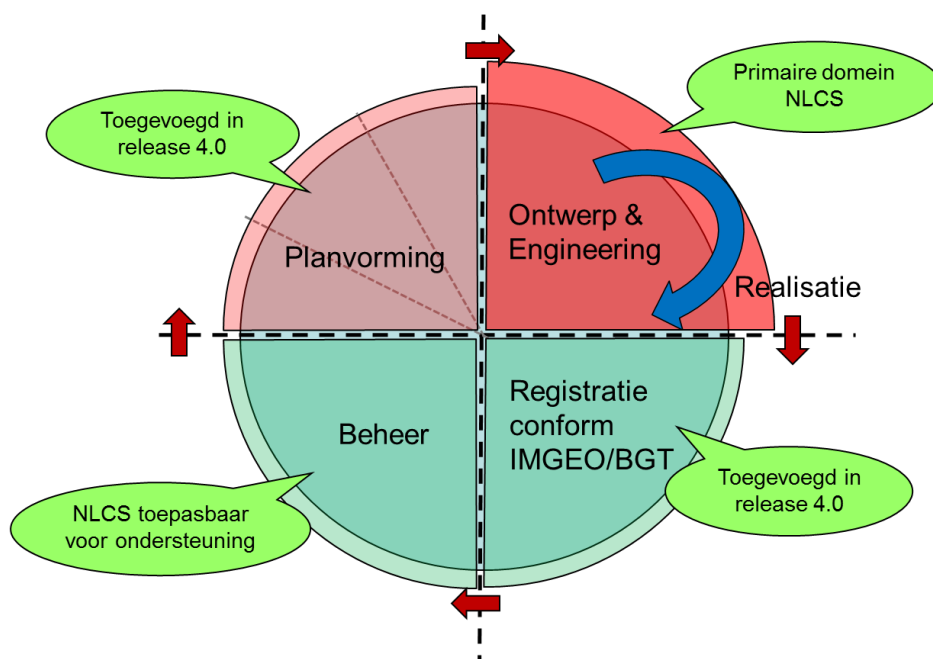 Primaire domein
NLCS
Toegevoegd in
release 4.0
Ontwerp &
Engineering
Planvorming
Realisatie
Registratie
conform
IMGEO/BGT
Beheer
Toegevoegd in
release 4.0
NLCS toepasbaar
voor ondersteuning